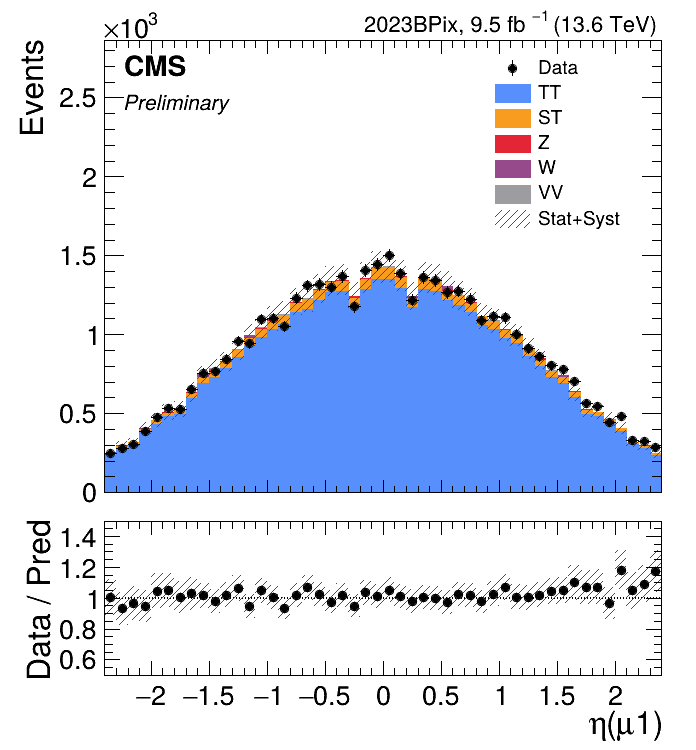 ×10³
2023BPix, 9.5 fb ⁻¹ (13.6 TeV)
CMS
Preliminary
Events
Data
TT
ST
Z
W
VV
Stat+Syst
2.5
2
1.5
1
0.5
0
Data / Pred
1.4
1.2
1
0.8
0.6
−2 −1.5 −1 −0.5 0 0.5 1 1.5 2
η(μ1)